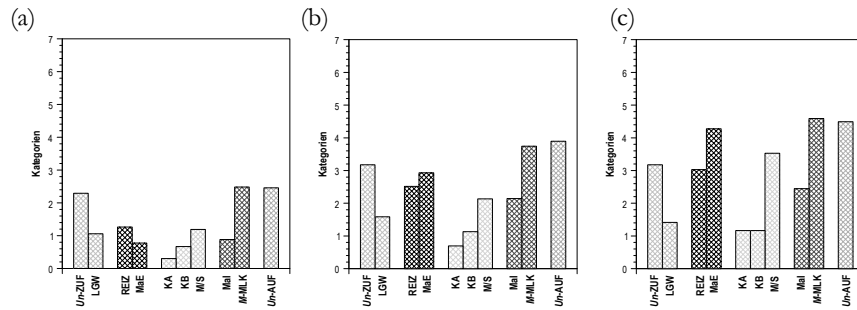 (a)
7
6
5
4
3
2
1
0
Kategorien
Un-ZUF
LGW
REIZ
MaE
KA
KB
M/S
Mal
M-MLK
Un-AUF
(b)
7
6
5
4
3
2
1
0
Kategorien
Un-ZUF
LGW
REIZ
MaE
KA
KB
M/S
Mal
M-MLK
Un-AUF
(c)
7
6
5
4
3
2
1
0
Kategorien
Un-ZUF
LGW
REIZ
MaE
KA
KB
M/S
Mal
M-MLK
Un-AUF